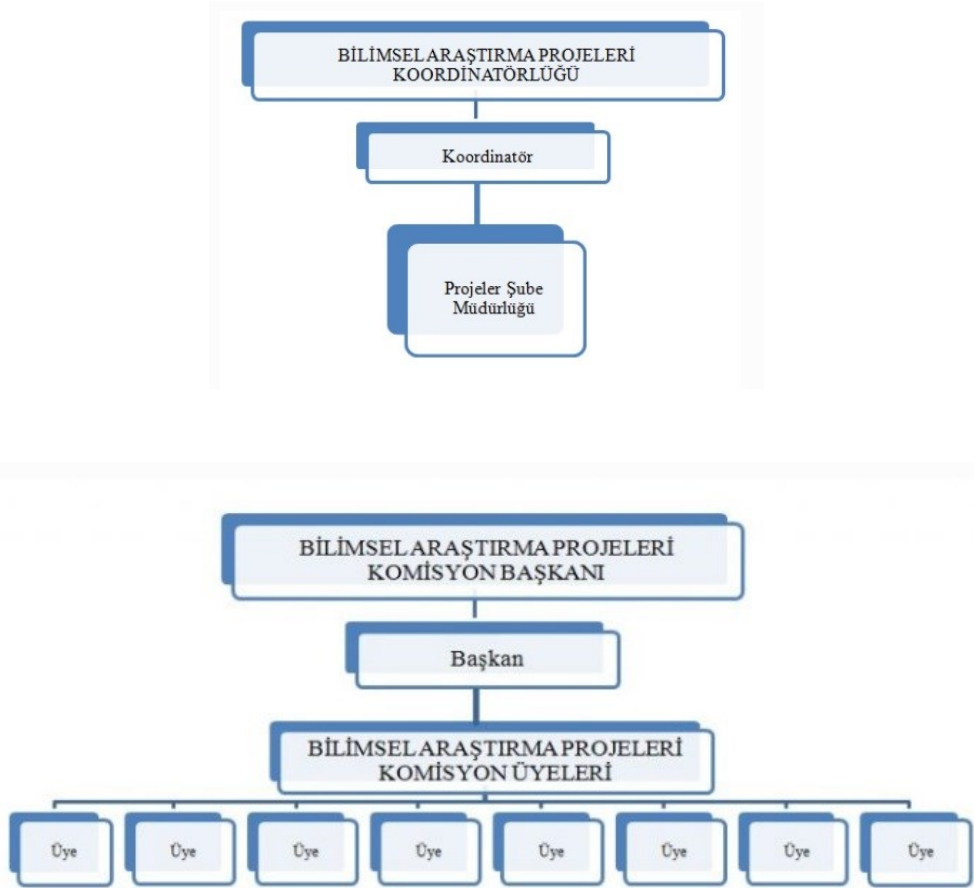 BİLİMSEL ARAŞTIRMA PROJELERİ
KOORDİNATÖRLÜĞÜ
Koordinatör
Projeler Şube
Müdürlüğü
BİLİMSEL ARAŞTIRMA PROJELERİ
KOMİSYON BAŞKANI
Başkan
BİLİMSEL ARAŞTIRMA PROJELERİ
KOMİSYON ÜYELERİ
Üye Üye Üye Üye Üye Üye Üye Üye